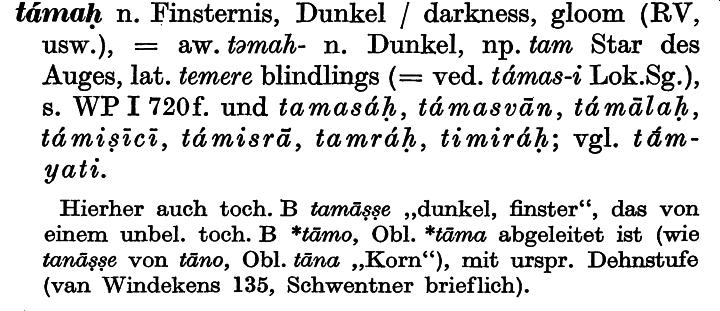 támaḥ n. Finsternis, Dunkel / darkness, gloom (RV,
usw.), = aw. təmah- n. Dunkel, np. tam Star des
Auges, lat. temere blindlings (= ved. támas-i Lok.Sg.),
s. WP I 720f. und tamasáḥ, támasvān, támālaḥ,
támiṣīcī, támisrā, tamráḥ, timiráḥ; vgl. tā́m-
yati.
Hierher auch toch. B tamāṣṣe „dunkel, finster“, das von
einem unbel. toch. B *tāmo, Obl. *tāma abgeleitet ist (wie
tanāṣṣe von tāno, Obl. tāna „Korn“), mit urspr. Dehnstufe
(van Windekens 135, Schwentner brieflich).